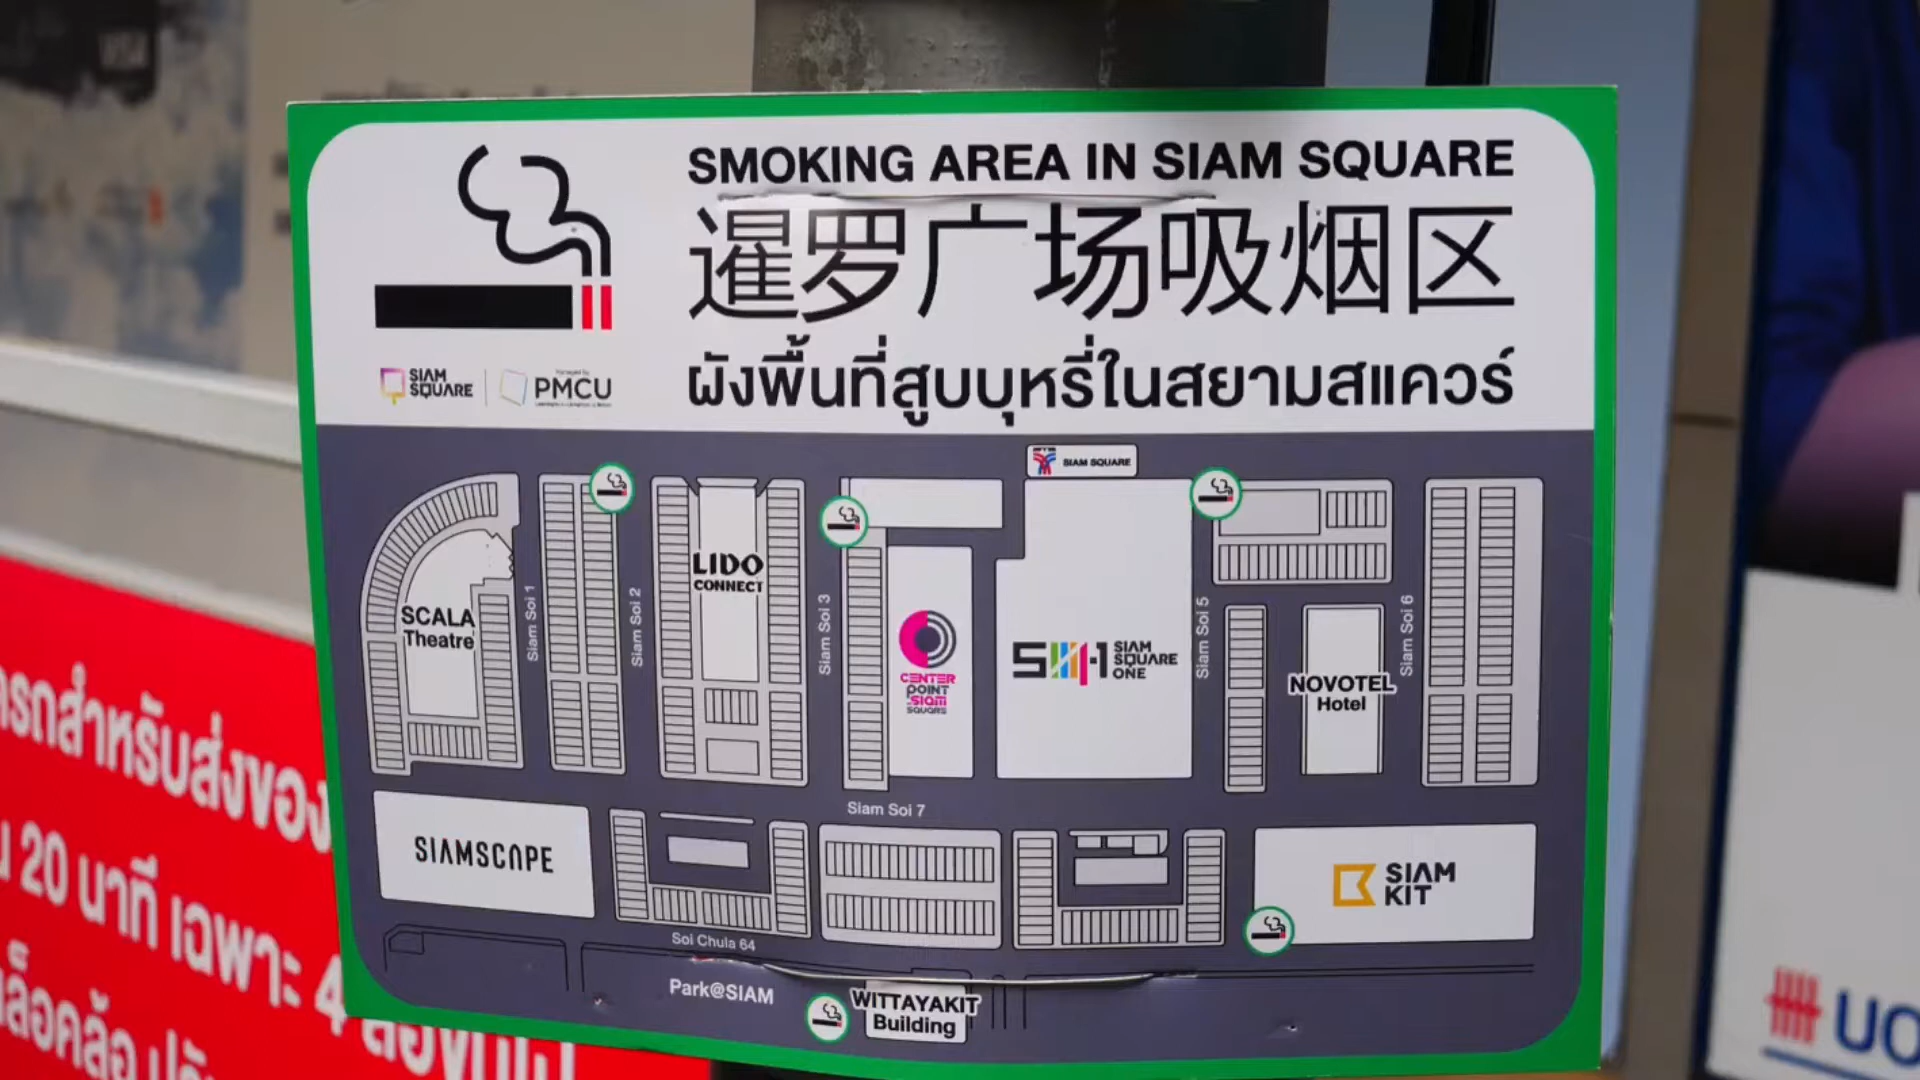 SMOKING AREA IN SIAM SQUARE
暹罗广场吸烟区
ผังพื้นที่สูบบุหรี่ในสยามสแควร์
SIAM
SQUARE
PMCU
SIAM SQUARE
SCALA
Theatre
Siam Soi 1
Siam Soi 2
LIDO
CONNECT
Siam Soi 3
CENTER
POINT
SIAM
SQUARE
SIAM
SQUARE
ONE
Siam Soi 5
NOVOTEL
Hotel
Siam Soi 6
Siam Soi 7
SIAMSCAPE
SIAM
KIT
Soi Chula 64
Park@SIAM
WITTAYAKIT
Building
รถสำหรับส่งของ
20 นาที เฉพาะ 4
UO
VISA